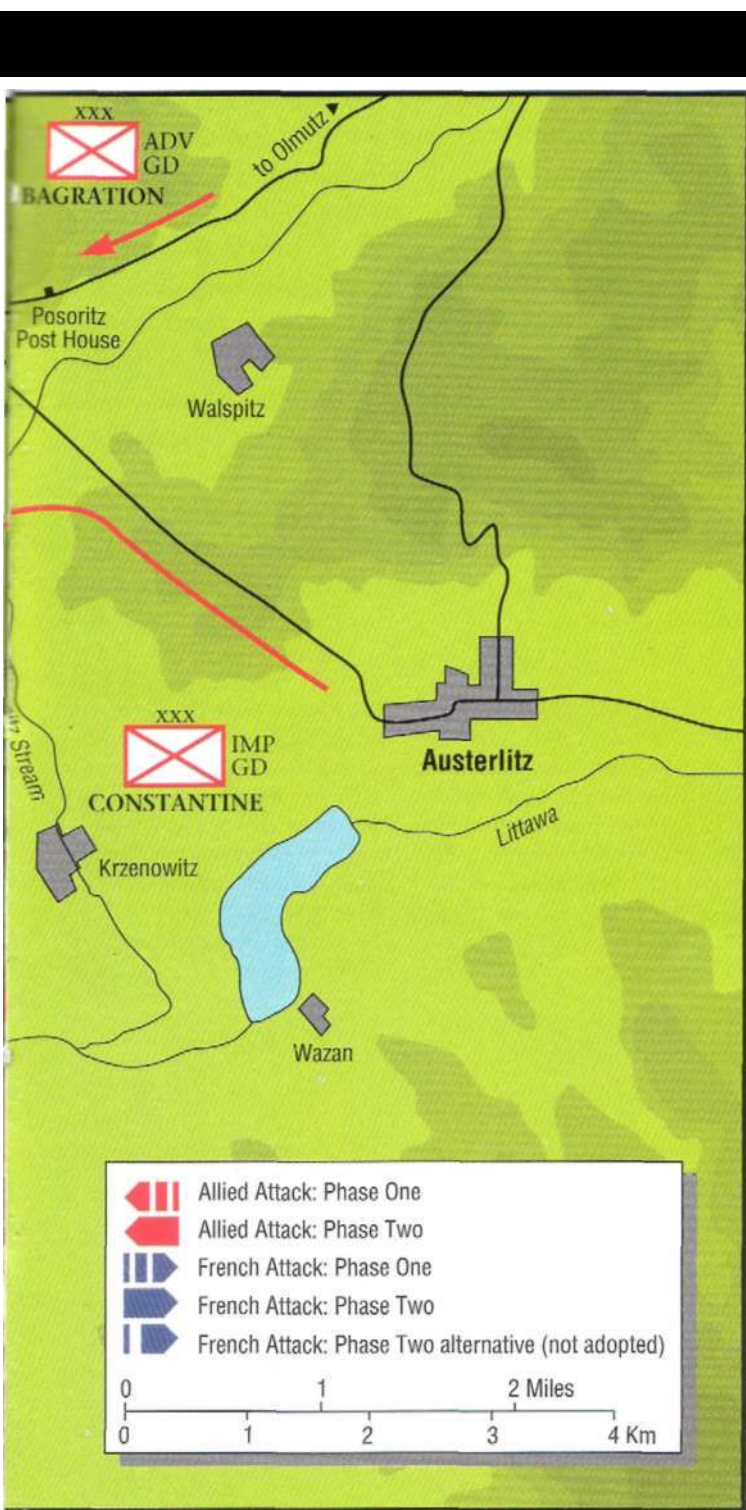 XXX
ADV
GD
BAGRATION
to Olmutz
Posoritz
Post House
Walspitz
XXX
IMP
GD
CONSTANTINE
Stream
Krzenowitz
Austerlitz
Littawa
Wazan
Allied Attack: Phase One
Allied Attack: Phase Two
French Attack: Phase One
French Attack: Phase Two
French Attack: Phase Two alternative (not adopted)
0 1 2 Miles
0 1 2 3 4 Km